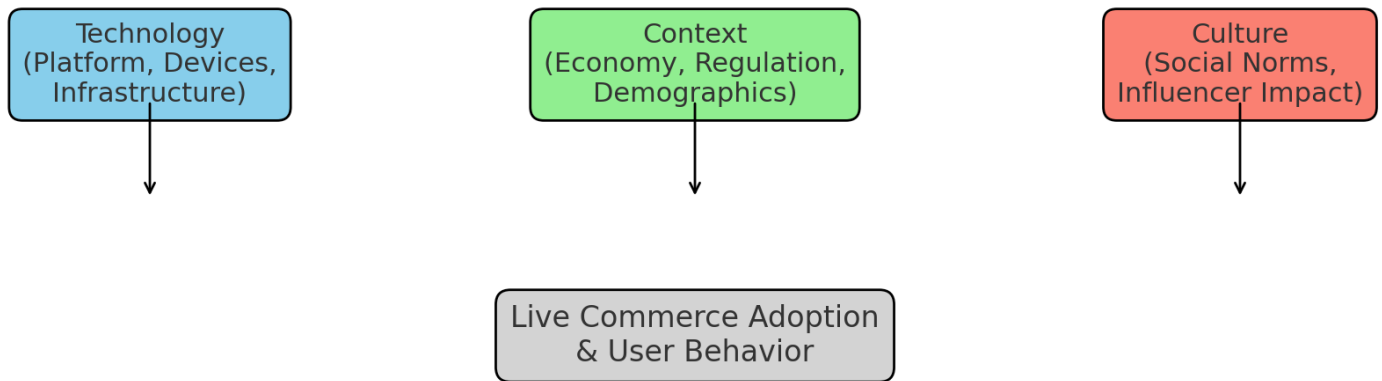 Technology
(Platform, Devices,
Infrastructure)
Context
(Economy, Regulation,
Demographics)
Culture
(Social Norms,
Influencer Impact)
Live Commerce Adoption
& User Behavior